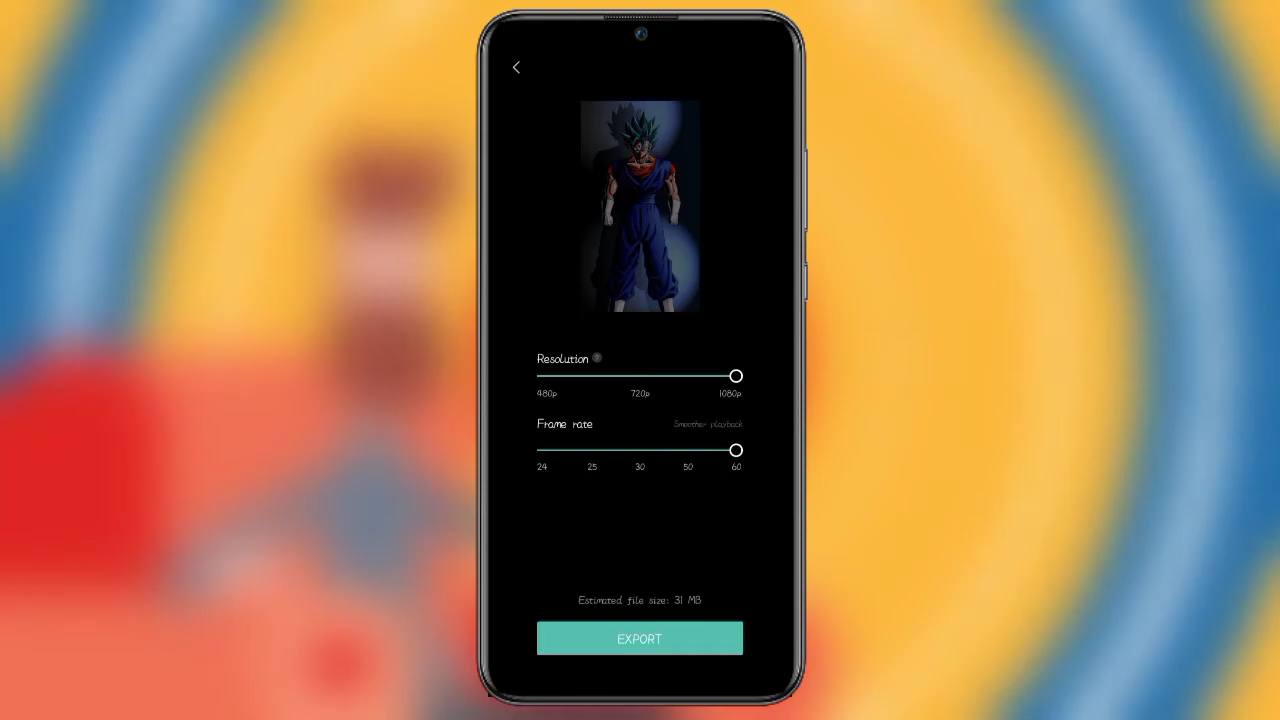 Resolution ?
480p 720p 1080p
Frame rate Smoother playback
24 25 30 50 60
Estimated file size: 31 MB
EXPORT